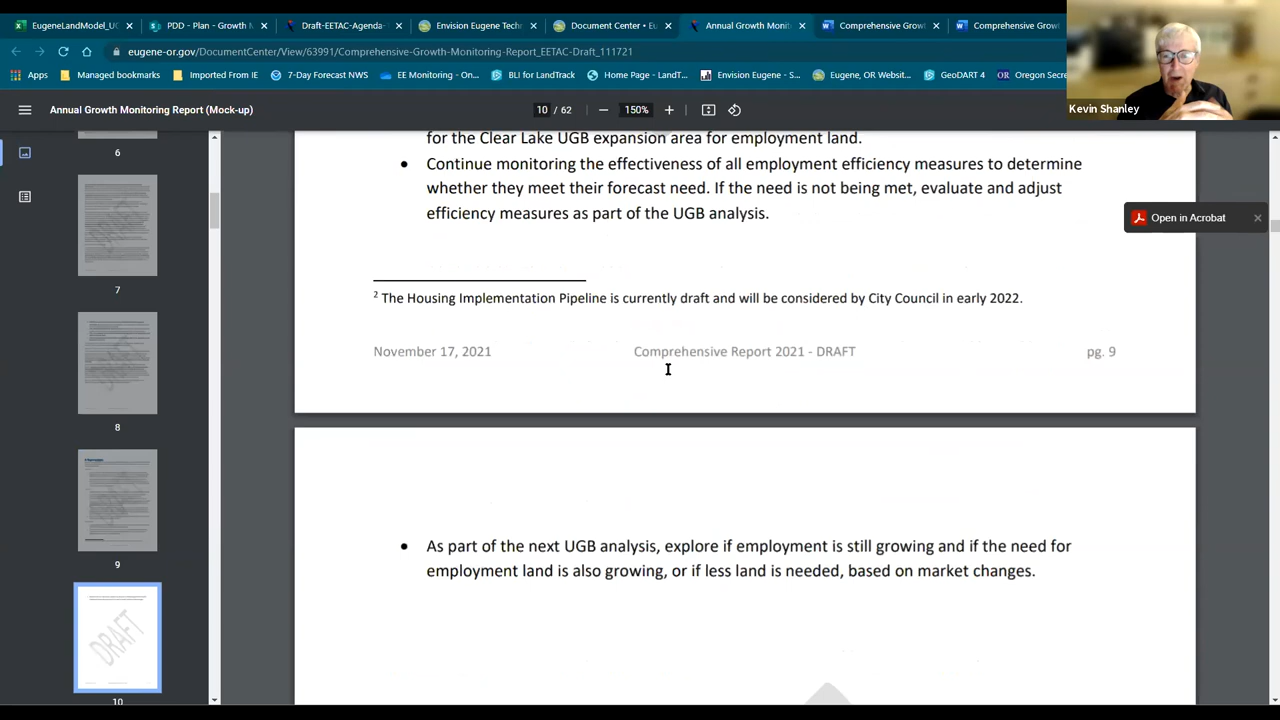 EugeneLandModel_UG
PDD - Plan - Growth M
Draft-EETAC-Agenda-
Envision Eugene Techn
Document Center • Eu
Annual Growth Monito
Comprehensive Growth
Comprehensive Growt
eugene-or.gov/DocumentCenter/View/63991/Comprehensive-Growth-Monitoring-Report_EETAC-Draft_111721
Apps
Managed bookmarks
Imported From IE
7-Day Forecast NWS
EE Monitoring - On...
BLI for LandTrack
Home Page - LandT...
Envision Eugene - S...
Eugene, OR Website...
GeoDART 4
OR Oregon Secre
Kevin Shanley
Annual Growth Monitoring Report (Mock-up)
10 / 62
150%
6
7
8
9
10
DRAFT
for the Clear Lake UGB expansion area for employment land.
• Continue monitoring the effectiveness of all employment efficiency measures to determine
whether they meet their forecast need. If the need is not being met, evaluate and adjust
efficiency measures as part of the UGB analysis.
Open in Acrobat
2 The Housing Implementation Pipeline is currently draft and will be considered by City Council in early 2022.
November 17, 2021
Comprehensive Report 2021 - DRAFT
pg. 9
• As part of the next UGB analysis, explore if employment is still growing and if the need for
employment land is also growing, or if less land is needed, based on market changes.